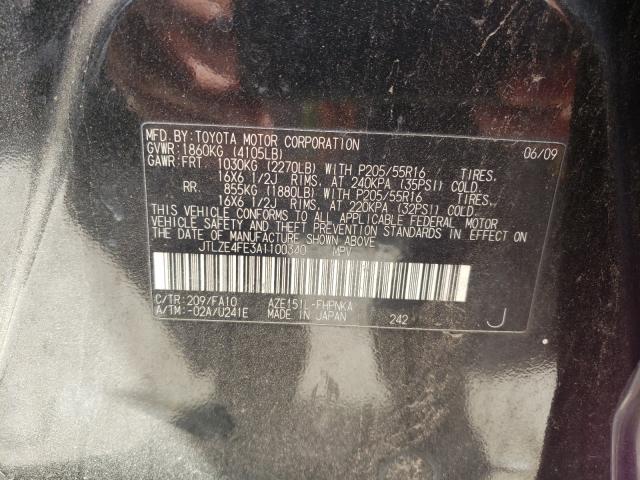 MFD. BY: TOYOTA MOTOR CORPORATION 06/09
GVWR: 1860KG (4105LB)
GAWR: FRT 1030KG (2270LB) WITH P205/55R16 TIRES.
16X6 1/2J RIMS, AT 240KPA (35PSI) COLD.
RR. 855KG (1880LB) WITH P205/55R16 TIRES.
16X6 1/2J RIMS, AT 220KPA (32PSI) COLD.
THIS VEHICLE CONFORMS TO ALL APPLICABLE FEDERAL MOTOR
VEHICLE SAFETY AND THEFT PREVENTION STANDARDS IN EFFECT ON
THE DATE OF MANUFACTURE SHOWN ABOVE.
JTLZE4FE3A1100340 MPV
C/TR: 209/FA10 AZE151L-FHPNKA
A/TM: -02A/U241E MADE IN JAPAN 242 J